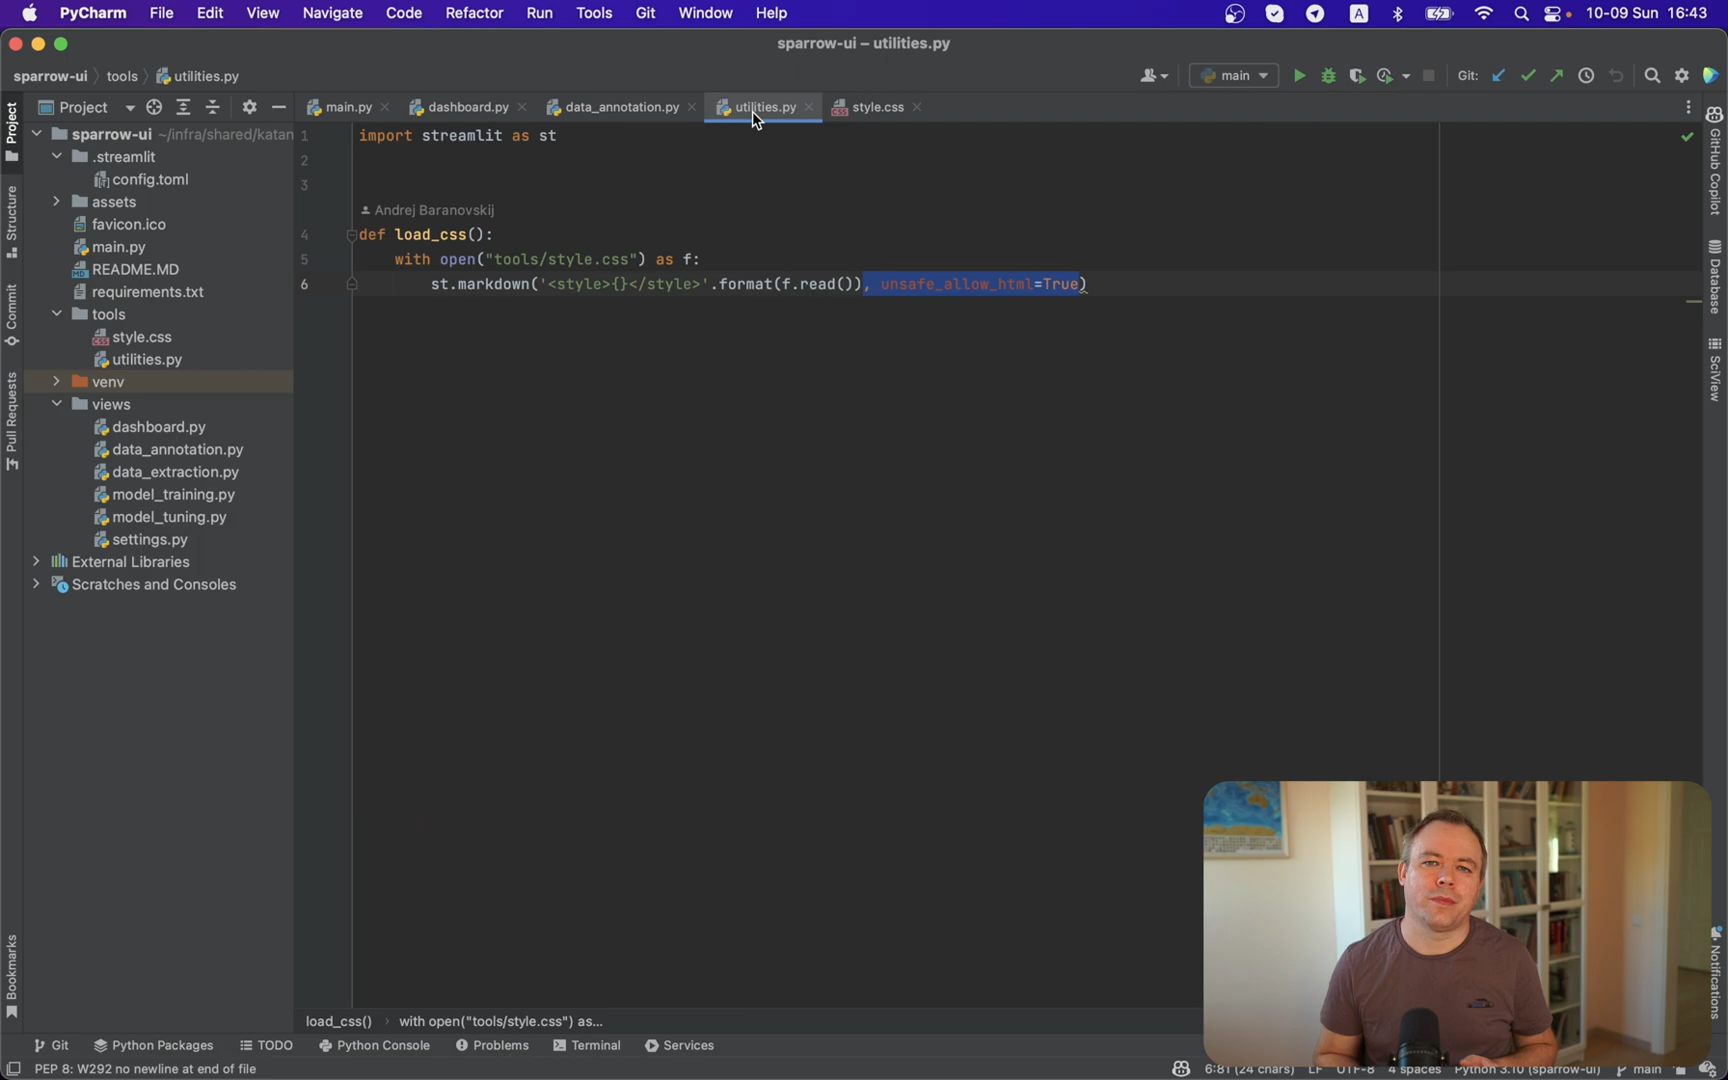 PyCharm File Edit View Navigate Code Refactor Run Tools Git Window Help A 10-09 Sun 16:43
sparrow-ui – utilities.py
sparrow-ui tools utilities.py main Git:
Project main.py dashboard.py data_annotation.py utilities.py style.css
sparrow-ui ~/infra/shared/katan
.streamlit
config.toml
assets
favicon.ico
main.py
README.MD
requirements.txt
tools
style.css
utilities.py
venv
views
dashboard.py
data_annotation.py
data_extraction.py
model_training.py
model_tuning.py
settings.py
External Libraries
Scratches and Consoles
1 import streamlit as st
2
3
Andrej Baranovskij
4 def load_css():
5 with open("tools/style.css") as f:
6 st.markdown('<style>{}</style>'.format(f.read()), unsafe_allow_html=True)
Project
Structure
Commit
Pull Requests
Bookmarks
GitHub Copilot
Database
SciView
Notifications
load_css() with open("tools/style.css") as...
Git Python Packages TODO Python Console Problems Terminal Services
PEP 8: W292 no newline at end of file 6:81 (24 chars) LF UTF-8 4 spaces Python 3.10 (sparrow-ui) main